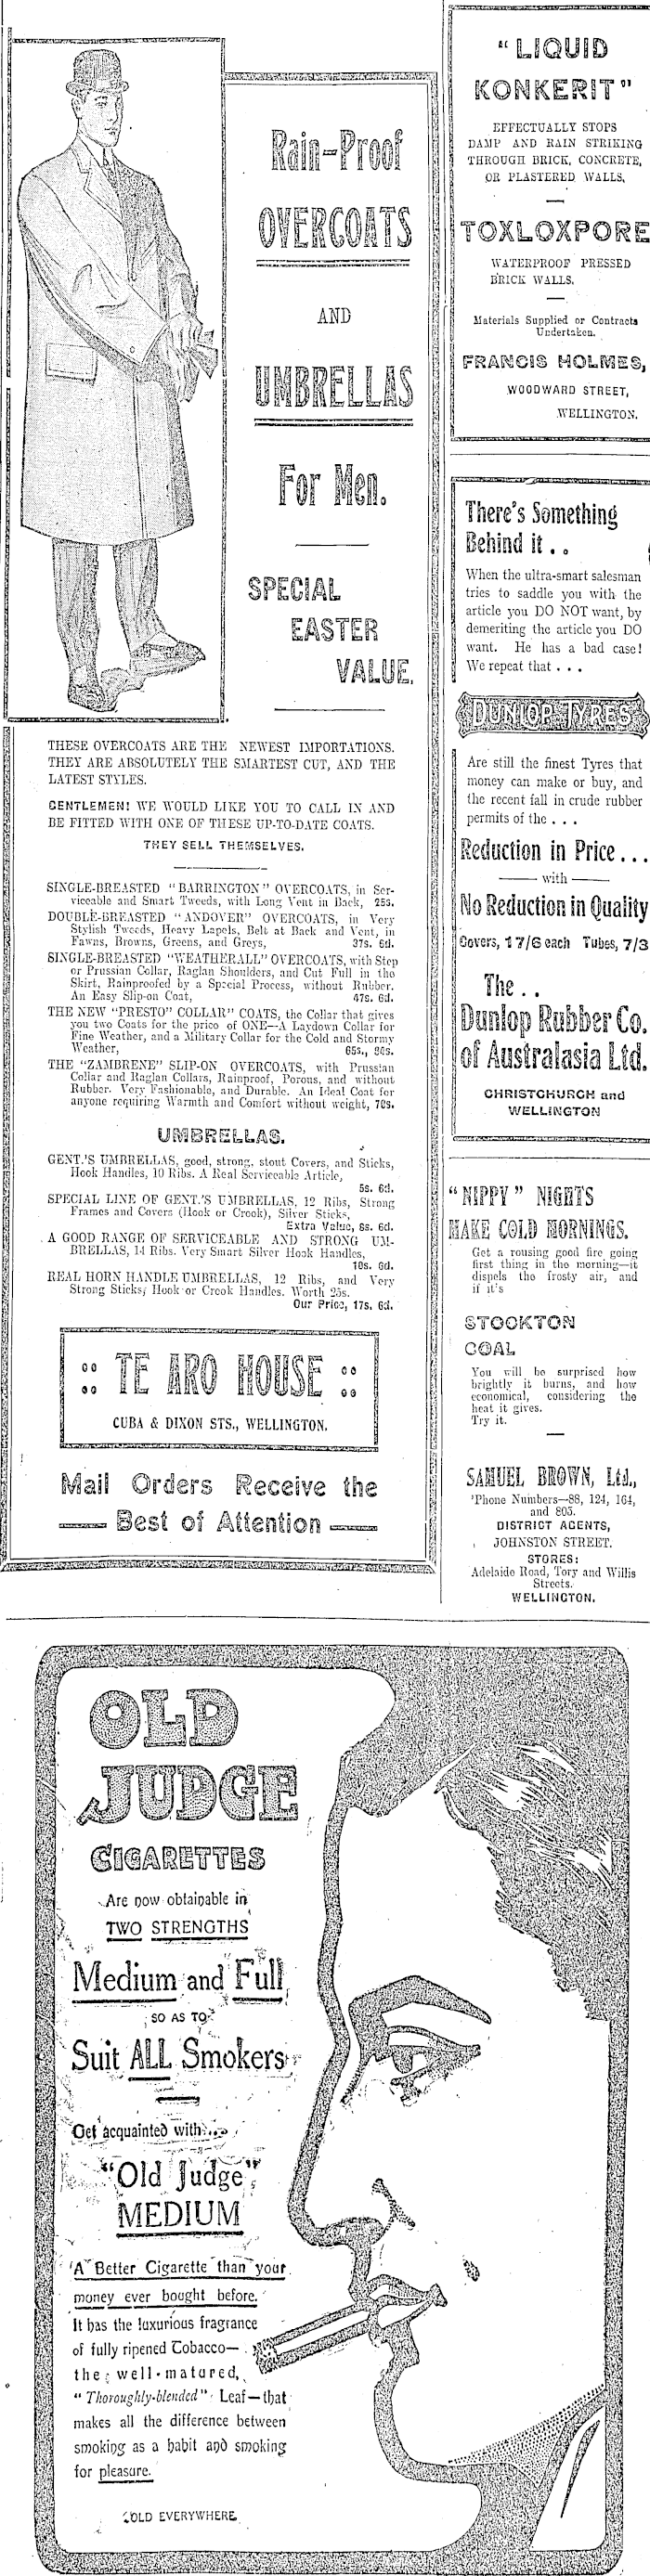 Rain-Proof
OVERCOATS
AND
UMBRELLAS
For Men.
SPECIAL
EASTER
VALUE.
THESE OVERCOATS ARE THE NEWEST IMPORTATIONS.
THEY ARE ABSOLUTELY THE SMARTEST CUT, AND THE
LATEST STYLES.
GENTLEMEN! WE WOULD LIKE YOU TO CALL IN AND
BE FITTED WITH ONE OF THESE UP-TO-DATE COATS.
THEY SELL THEMSELVES.
SINGLE-BREASTED "BARRINGTON" OVERCOATS, in Ser-
viceable and Smart Tweeds, with Long Vent in Back, 25s.
DOUBLE-BREASTED "ANDOVER" OVERCOATS, in Very
Stylish Tweeds, Heavy Lapels, Belt at Back and Vent, in
Fawns, Browns, Greens, and Greys, 37s. 6d.
SINGLE-BREASTED "WEATHERALL" OVERCOATS, with Step
or Prussian Collar, Raglan Shoulders, and Cut Full in the
Skirt, Rainproofed by a Special Process, without Rubber.
An Easy Slip-on Coat, 47s. 6d.
THE NEW "PRESTO" COLLAR" COATS, the Collar that gives
you two Coats for the price of ONE—A Laydown Collar for
Fine Weather, and a Military Collar for the Cold and Stormy
Weather, 65s.,
THE "ZAMBRENE" SLIP-ON OVERCOATS, with Prussian
Collar and Raglan Collars, Rainproof, Porous, and without
Rubber. Very Fashionable, and Durable. An Ideal Coat for
anyone requiring Warmth and Comfort without weight, 70s.
UMBRELLAS.
GENT.'S UMBRELLAS, good, strong, stout Covers, and Sticks,
Hook Handles, 10 Ribs. A Real Serviceable Article,
5s. 6d.
SPECIAL LINE OF GENT.'S UMBRELLAS, 12 Ribs, Strong
Frames and Covers (Hook or Crook), Silver Sticks,
Extra Value, 8s. 6d.
A GOOD RANGE OF SERVICEABLE AND STRONG UM-
BRELLAS, 14 Ribs. Very Smart Silver Hook Handles,
10s. 6d.
REAL HORN HANDLE UMBRELLAS, 12 Ribs, and Very
Strong Sticks, Hook or Crook Handles. Worth 25s.
Our Price, 17s. 6d.
TE ARO HOUSE
CUBA & DIXON STS., WELLINGTON.
Mail Orders Receive the
Best of Attention
"LIQUID
KONKERIT"
EFFECTUALLY STOPS
DAMP AND RAIN STRIKING
THROUGH BRICK, CONCRETE,
OR PLASTERED WALLS.
TOXLOXPORE
WATERPROOF PRESSED
BRICK WALLS.
Materials Supplied or Contracts
Undertaken.
FRANCIS HOLMES,
WOODWARD STREET,
WELLINGTON.
There's Something
Behind it . .
When the ultra-smart salesman
tries to saddle you with the
article you DO NOT want, by
demeriting the article you DO
want. He has a bad case!
We repeat that . . .
DUNLOP TYRES
Are still the finest Tyres that
money can make or buy, and
the recent fall in crude rubber
permits of the . . .
Reduction in Price . . .
with
No Reduction in Quality
Covers, 17/6 each Tubes, 7/3
The . .
Dunlop Rubber Co.
of Australasia Ltd.
CHRISTCHURCH and
WELLINGTON
"NIPPY" NIGHTS
MAKE COLD MORNINGS.
Get a rousing good fire going
first thing in the morning—it
dispels the frosty air, and
if it's
STOCKTON
COAL
You will be surprised how
brightly it burns, and how
economical, considering the
heat it gives.
Try it.
SAMUEL BROWN, Ltd.,
'Phone Numbers—88, 124, 164,
and 805.
DISTRICT AGENTS,
JOHNSTON STREET.
STORES:
Adelaide Road, Tory and Willis
Streets.
WELLINGTON.
OLD
JUDGE
CIGARETTES
Are now obtainable in
TWO STRENGTHS
Medium and Full
SO AS TO
Suit ALL Smokers
Get acquainted with...
"Old Judge"
MEDIUM
A Better Cigarette than your
money ever bought before.
It has the luxurious fragrance
of fully ripened Tobacco—
the well-matured,
"Thoroughly-blended" Leaf—that
makes all the difference between
smoking as a habit and smoking
for pleasure.
SOLD EVERYWHERE